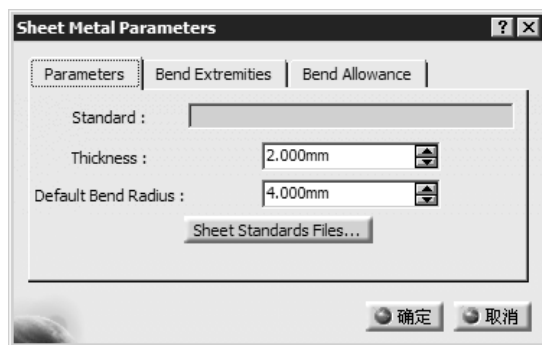 Sheet Metal Parameters
Parameters Bend Extremities Bend Allowance
Standard :
Thickness : 2.000mm
Default Bend Radius : 4.000mm
Sheet Standards Files...
确定 取消